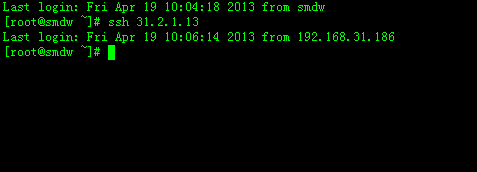 Last login: Fri Apr 19 10:04:18 2013 from smdw
[root@smdw ~]# ssh 31.2.1.13
Last login: Fri Apr 19 10:06:14 2013 from 192.168.31.186
[root@smdw ~]#